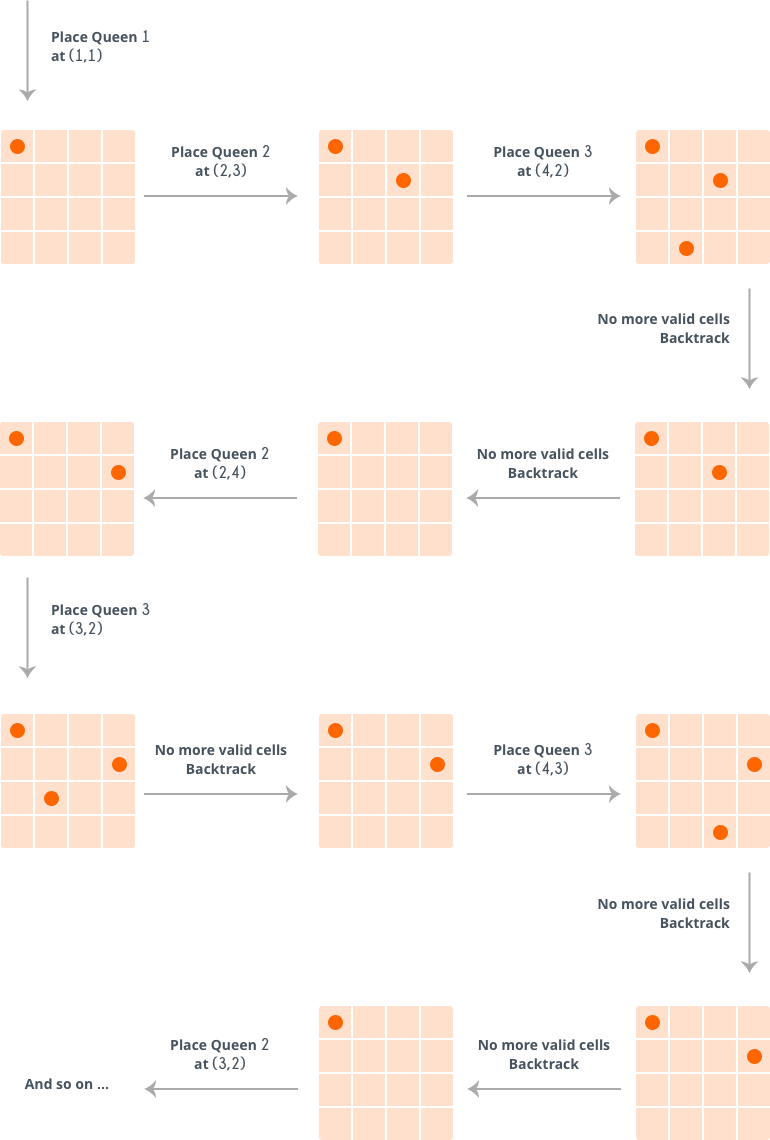 Place Queen 1
at (1,1)
Place Queen 2
at (2,3)
Place Queen 3
at (4,2)
No more valid cells
Backtrack
No more valid cells
Backtrack
Place Queen 2
at (2,4)
Place Queen 3
at (3,2)
No more valid cells
Backtrack
Place Queen 3
at (4,3)
No more valid cells
Backtrack
No more valid cells
Backtrack
Place Queen 2
at (3,2)
And so on ...